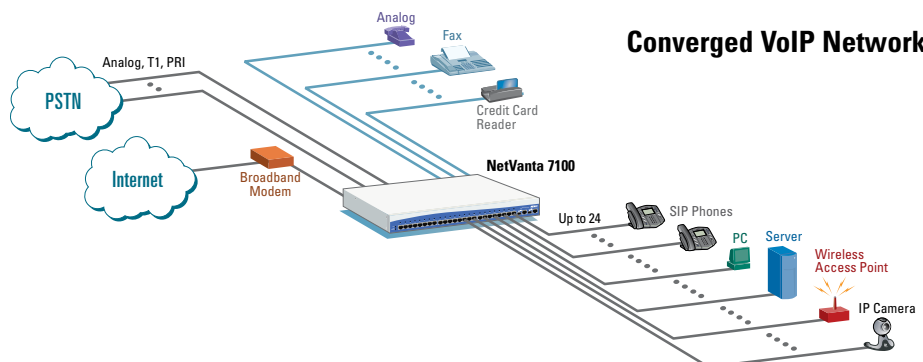 Converged VoIP Network
Analog
Fax
Analog, T1, PRI
PSTN
Credit Card
Reader
Internet
Broadband
Modem
NetVanta 7100
Up to 24
SIP Phones
PC
Server
Wireless
Access Point
IP Camera